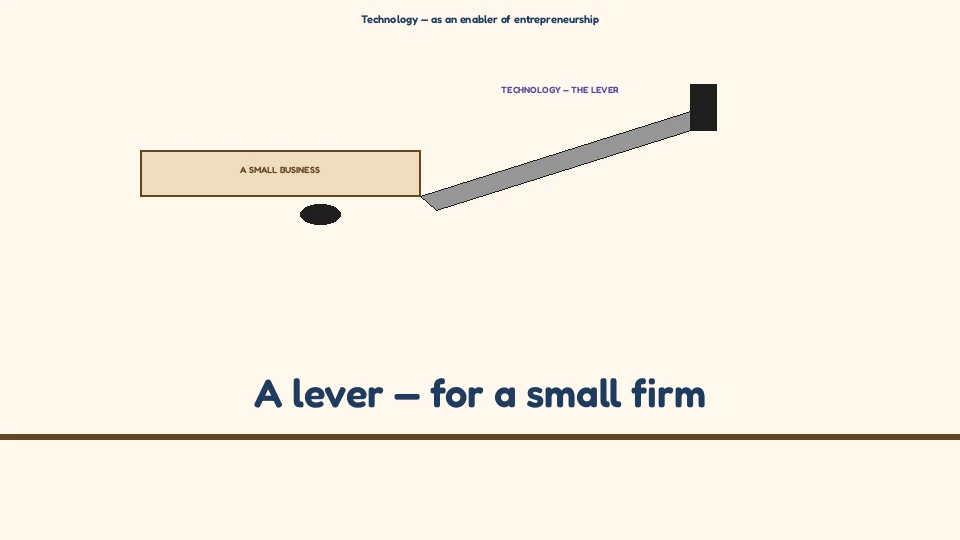 Technology — as an enabler of entrepreneurship
TECHNOLOGY — THE LEVER
A SMALL BUSINESS
A lever — for a small firm